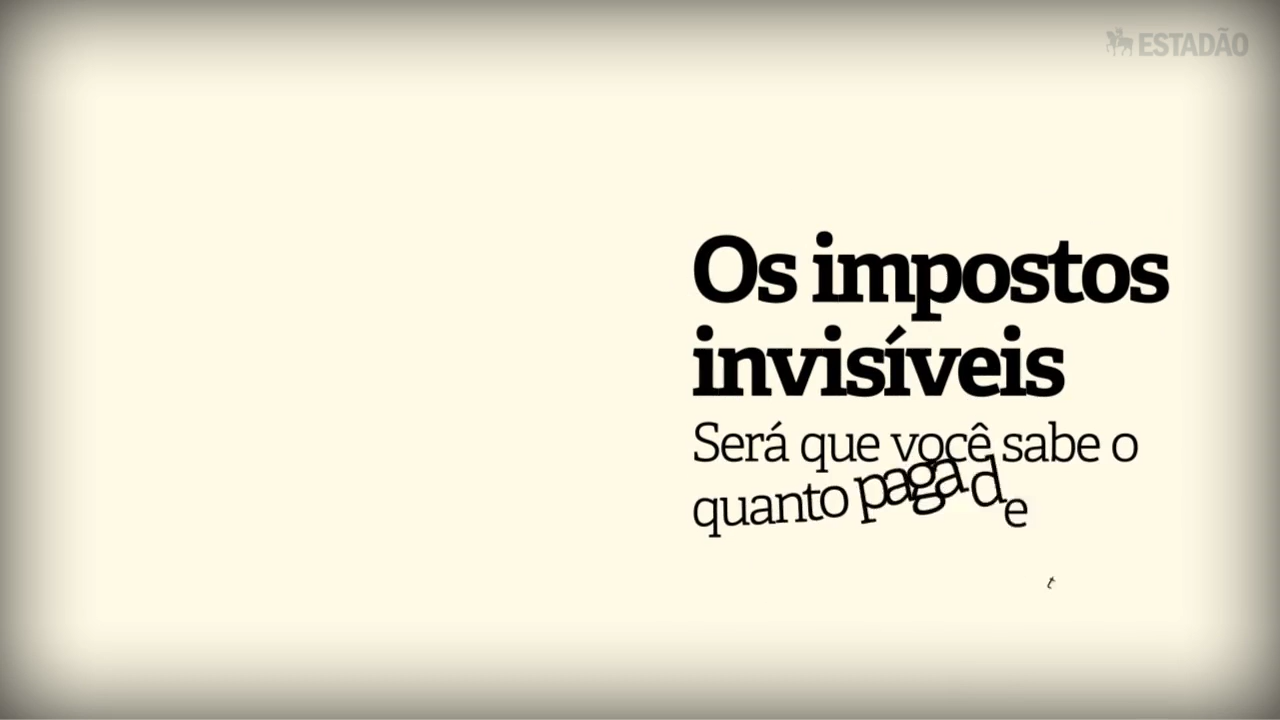 ESTADÃO
Os impostos
invisíveis
Será que você sabe o
quanto paga de
t